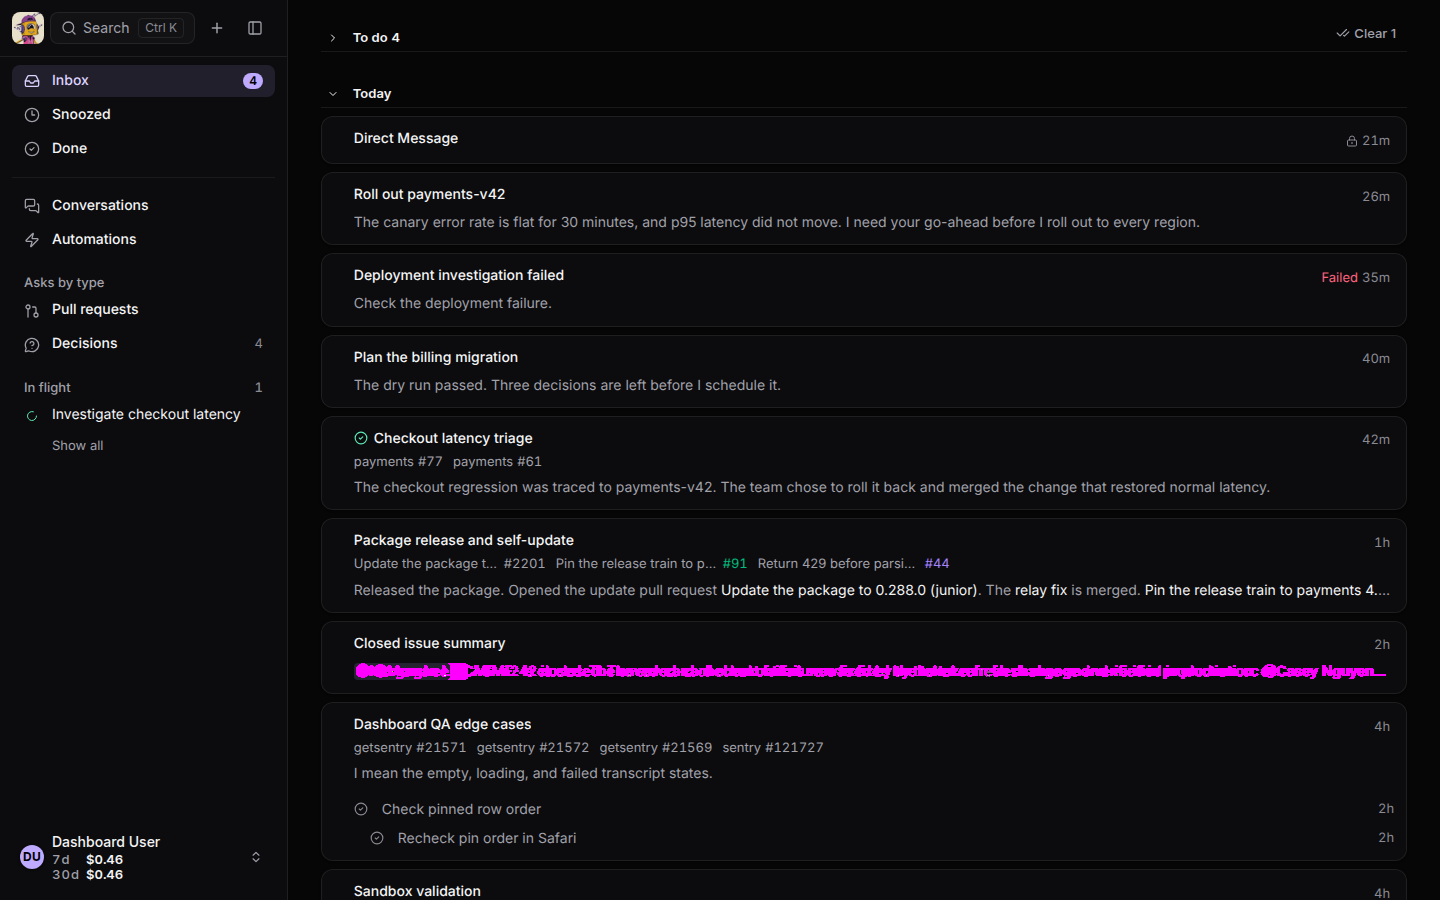 Search Ctrl K
Inbox 4
Snoozed
Done
Conversations
Automations
Asks by type
Pull requests
Decisions 4
In flight 1
Investigate checkout latency
Show all
DU Dashboard User
7d $0.46
30d $0.46
To do 4 Clear 1
Today
Direct Message 21m
Roll out payments-v42 26m
The canary error rate is flat for 30 minutes, and p95 latency did not move. I need your go-ahead before I roll out to every region.
Deployment investigation failed Failed 35m
Check the deployment failure.
Plan the billing migration 40m
The dry run passed. Three decisions are left before I schedule it.
Checkout latency triage 42m
payments #77 payments #61
The checkout regression was traced to payments-v42. The team chose to roll it back and merged the change that restored normal latency.
Package release and self-update 1h
Update the package t... #2201 Pin the release train to p... #91 Return 429 before parsi... #44
Released the package. Opened the update pull request Update the package to 0.288.0 (junior). The relay fix is merged. Pin the release train to payments 4....
Closed issue summary 2h
Casey Nguyen
Dashboard QA edge cases 4h
getsentry #21571 getsentry #21572 getsentry #21569 sentry #121727
I mean the empty, loading, and failed transcript states.
Check pinned row order 2h
Recheck pin order in Safari 2h
Sandbox validation 4h